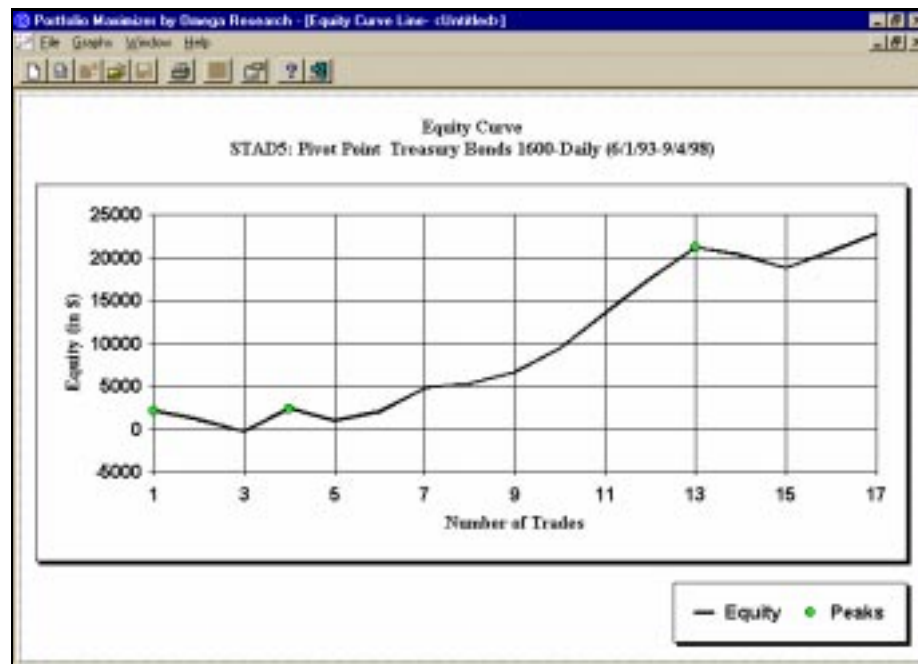 Portfolio Maximizer by Omega Research - [Equity Curve Line- <Untitled>]
File Graphs Window Help
Equity Curve
STAD5: Pivot Point Treasury Bonds 1600-Daily (6/1/93-9/4/98)
25000
20000
15000
10000
5000
0
-5000
Equity (in $)
1 3 5 7 9 11 13 15 17
Number of Trades
Equity Peaks